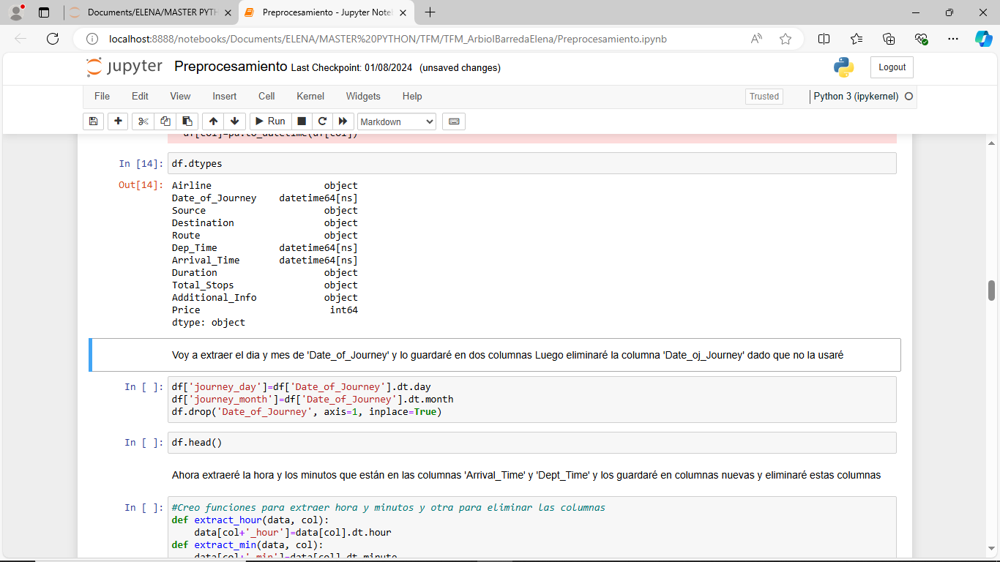 Documents/ELENA/MASTER PYTH
Preprocesamiento - Jupyter Note
localhost:8888/notebooks/Documents/ELENA/MASTER%20PYTHON/TFM/TFM_ArbiolBarredaElena/Preprocesamiento.ipynb
jupyter Preprocesamiento Last Checkpoint: 01/08/2024 (unsaved changes)
Logout
File Edit View Insert Cell Kernel Widgets Help
Trusted
Python 3 (ipykernel)
Run
Markdown
df[col]=pd.to_datetime(df[col])
In [14]: df.dtypes
Out[14]: Airline object
Date_of_Journey datetime64[ns]
Source object
Destination object
Route object
Dep_Time datetime64[ns]
Arrival_Time datetime64[ns]
Duration object
Total_Stops object
Additional_Info object
Price int64
dtype: object
Voy a extraer el dia y mes de 'Date_of_Journey' y lo guardaré en dos columnas Luego eliminaré la columna 'Date_oj_Journey' dado que no la usaré
In [ ]: df['journey_day']=df['Date_of_Journey'].dt.day
df['journey_month']=df['Date_of_Journey'].dt.month
df.drop('Date_of_Journey', axis=1, inplace=True)
In [ ]: df.head()
Ahora extraeré la hora y los minutos que están en las columnas 'Arrival_Time' y 'Dept_Time' y los guardaré en columnas nuevas y eliminaré estas columnas
In [ ]: #Creo funciones para extraer hora y minutos y otra para eliminar las columnas
def extract_hour(data, col):
data[col+'_hour']=data[col].dt.hour
def extract_min(data, col):
data[col+'_min']=data[col].dt.minute